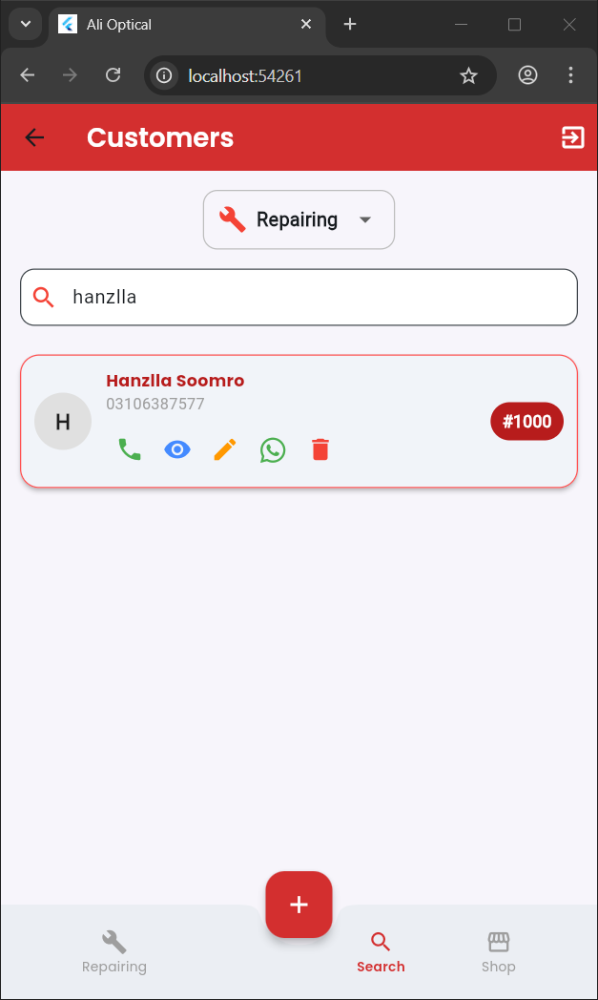 Ali Optical
localhost:54261
Customers
Repairing
hanzlla
Hanzlla Soomro
03106387577
H
#1000
Repairing
Search
Shop